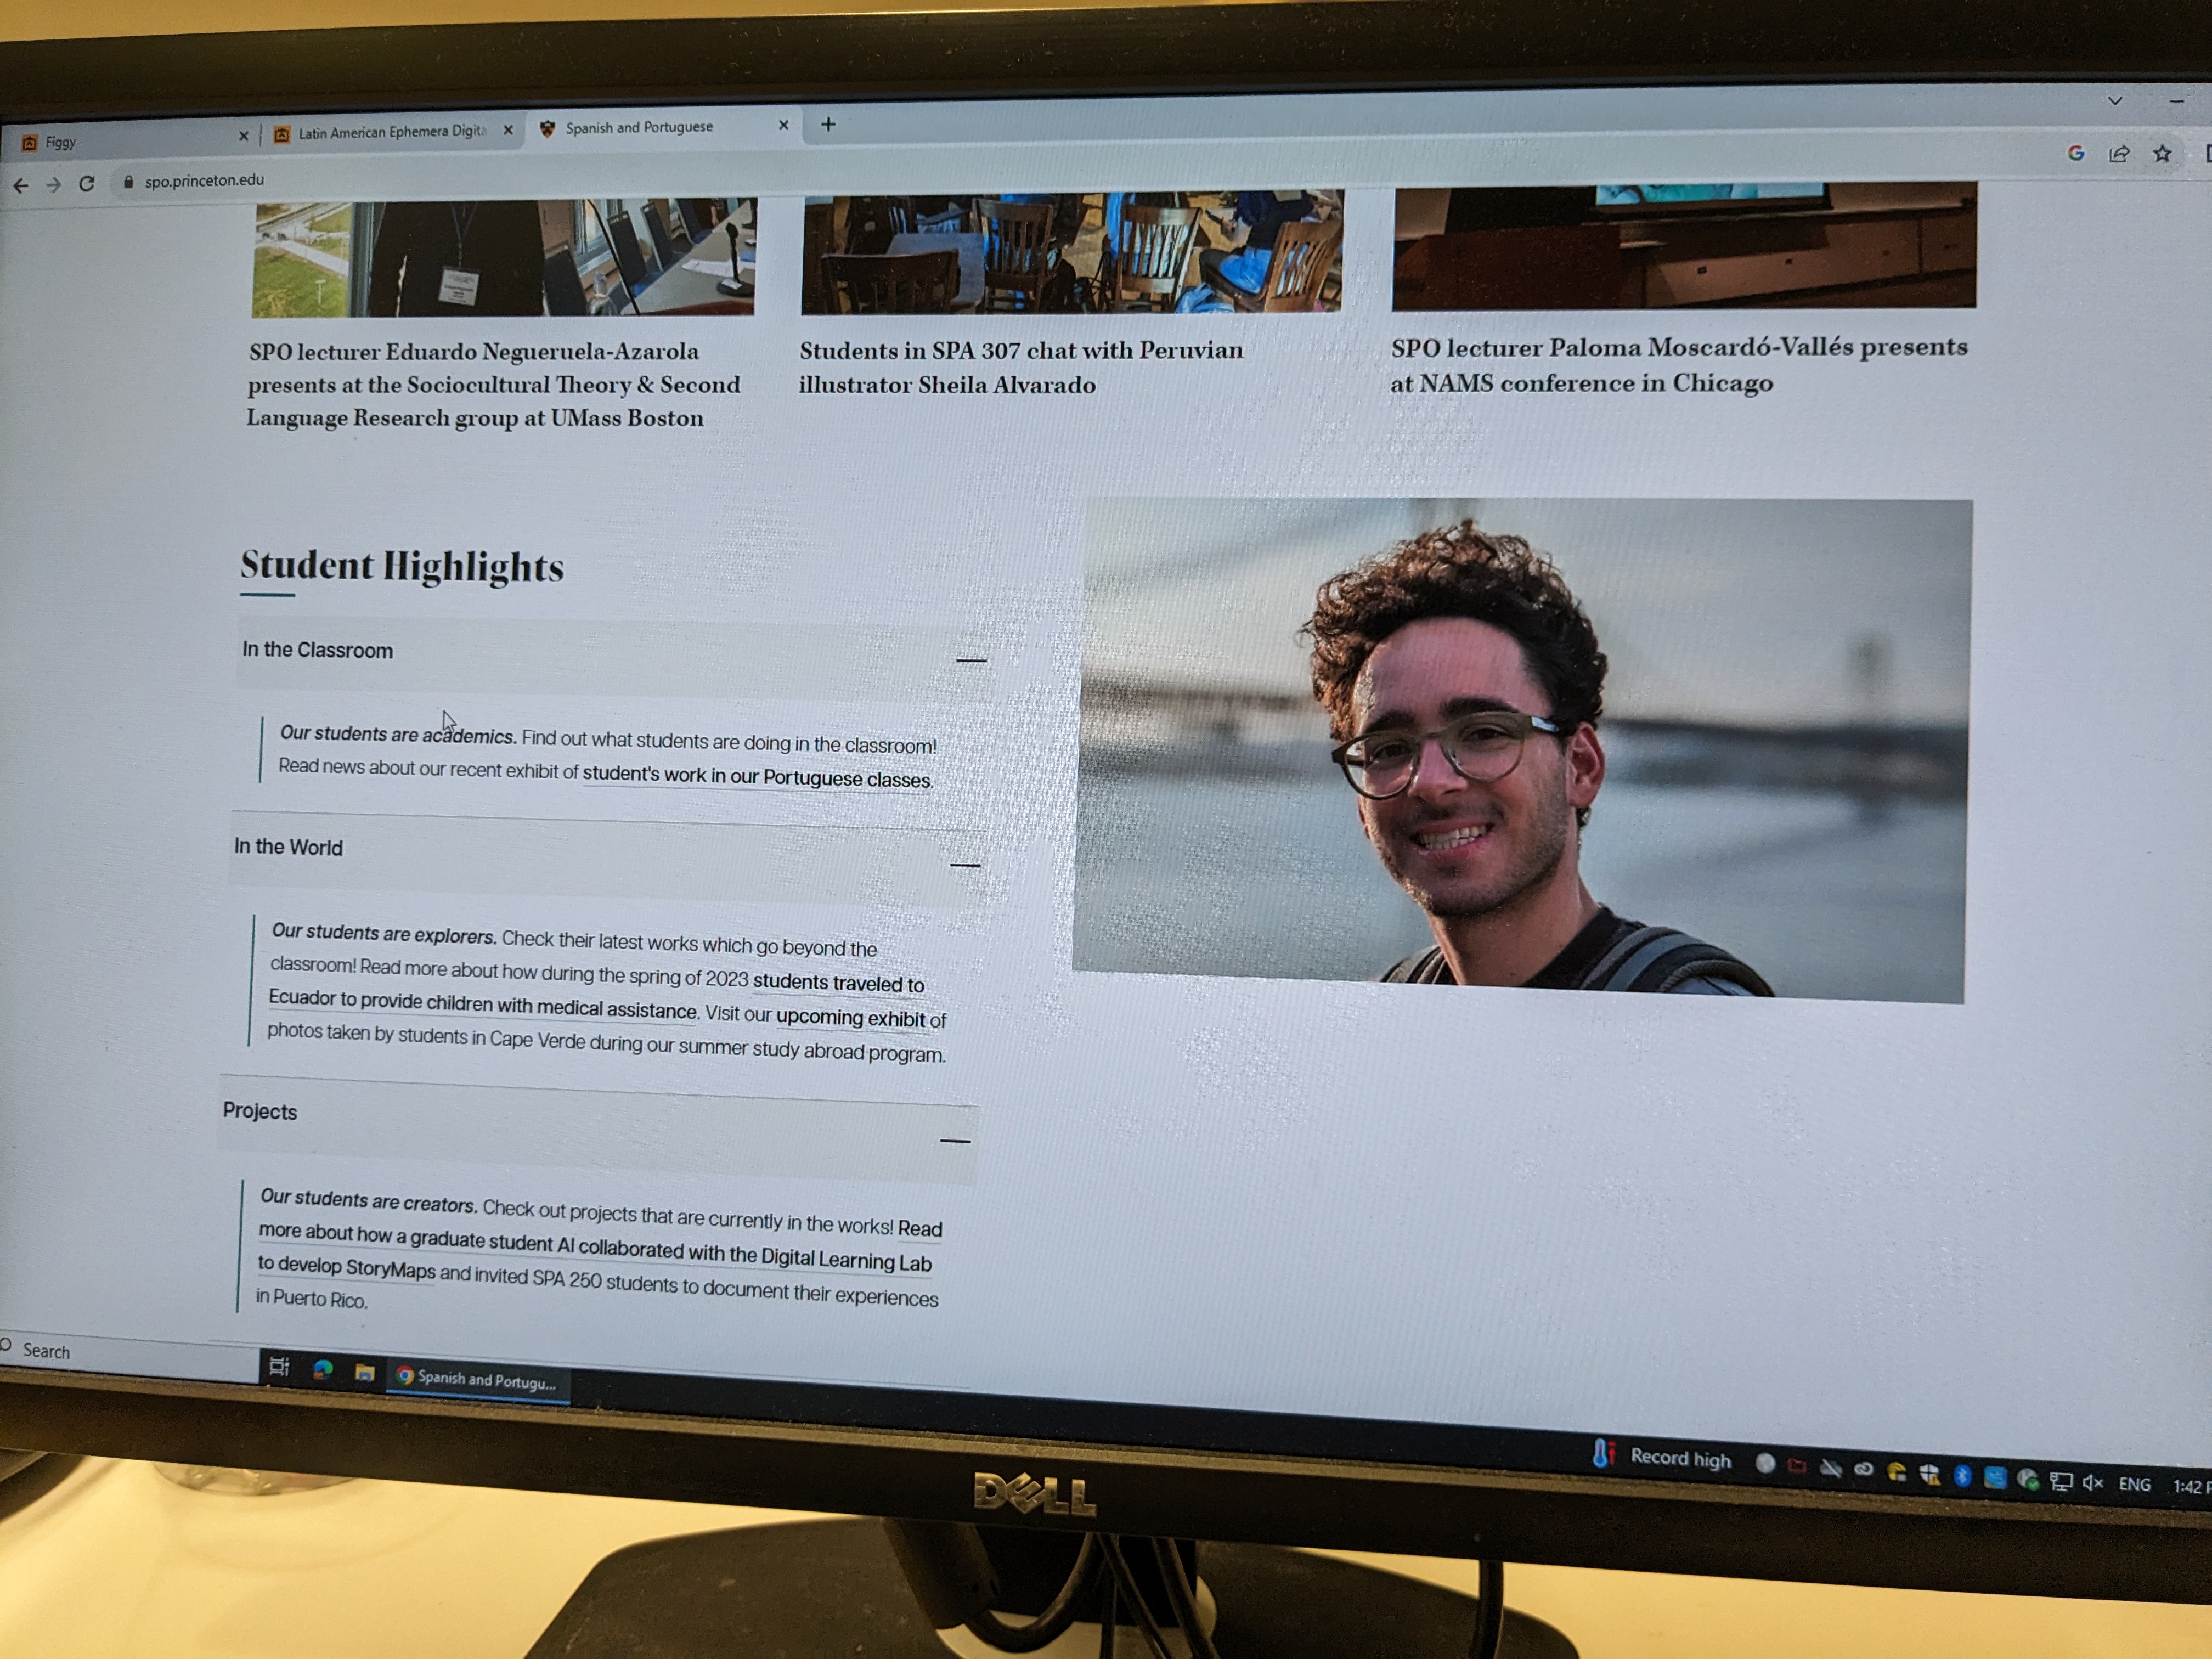 Figgy
Latin American Ephemera Digit
Spanish and Portuguese
spo.princeton.edu
SPO lecturer Eduardo Negueruela-Azarola
presents at the Sociocultural Theory & Second
Language Research group at UMass Boston
Students in SPA 307 chat with Peruvian
illustrator Sheila Alvarado
SPO lecturer Paloma Moscardó-Vallés presents
at NAMS conference in Chicago
Student Highlights
In the Classroom
Our students are academics. Find out what students are doing in the classroom!
Read news about our recent exhibit of student's work in our Portuguese classes.
In the World
Our students are explorers. Check their latest works which go beyond the
classroom! Read more about how during the spring of 2023 students traveled to
Ecuador to provide children with medical assistance. Visit our upcoming exhibit of
photos taken by students in Cape Verde during our summer study abroad program.
Projects
Our students are creators. Check out projects that are currently in the works! Read
more about how a graduate student AI collaborated with the Digital Learning Lab
to develop StoryMaps and invited SPA 250 students to document their experiences
in Puerto Rico.
Search
Spanish and Portugu...
Record high
ENG
1:42 P
DELL